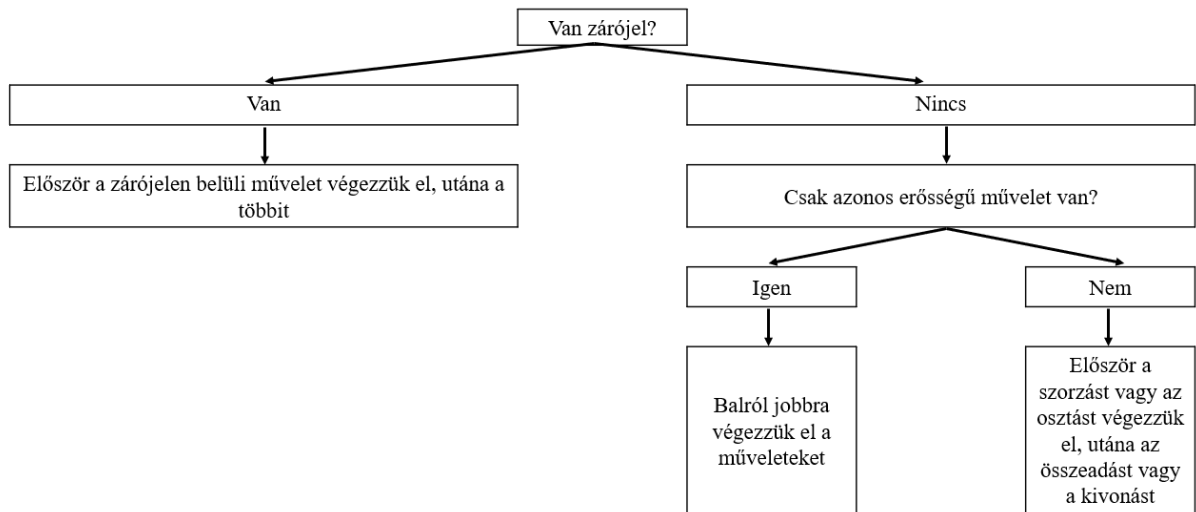 Van zárójel?
Van
Nincs
Először a zárójelen belüli művelet végezzük el, utána a
többit
Csak azonos erősségű művelet van?
Igen
Nem
Balról jobbra
végezzük el a
műveleteket
Először a
szorzást vagy az
osztást végezzük
el, utána az
összeadást vagy
a kivonást